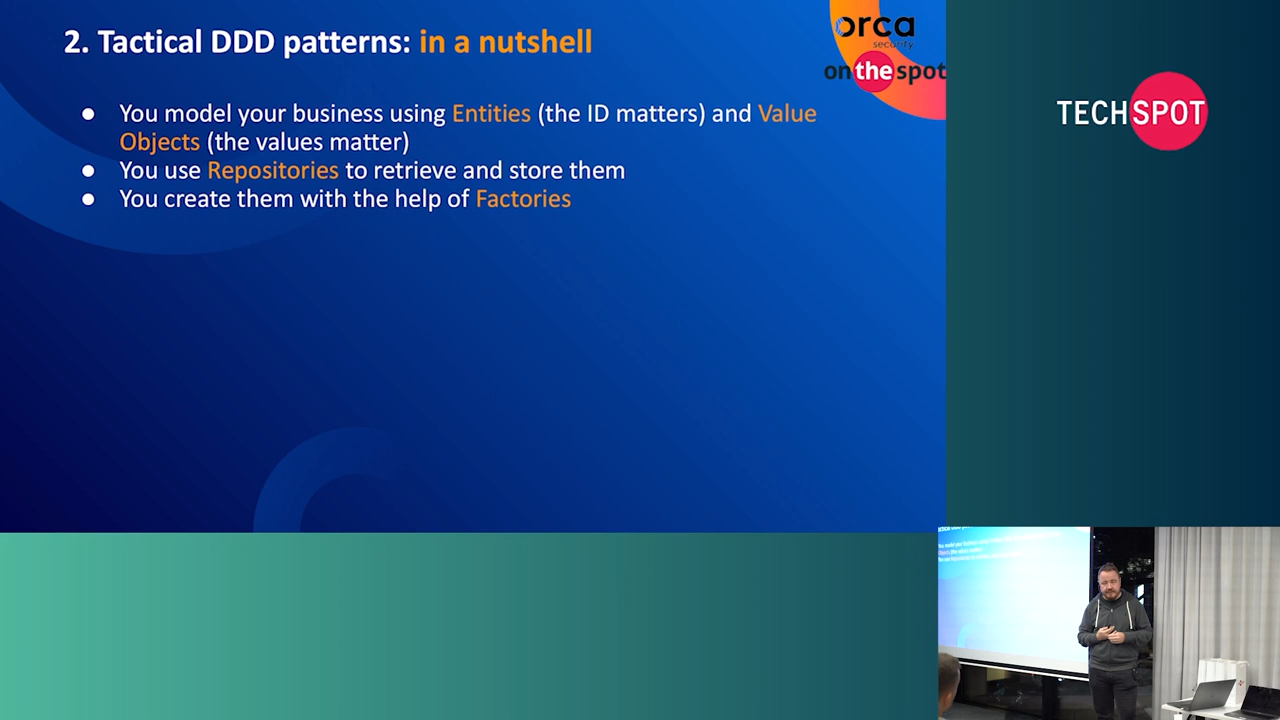 2. Tactical DDD patterns: in a nutshell
orca
security
on the spot
TECHSPOT
● You model your business using Entities (the ID matters) and Value
Objects (the values matter)
● You use Repositories to retrieve and store them
● You create them with the help of Factories